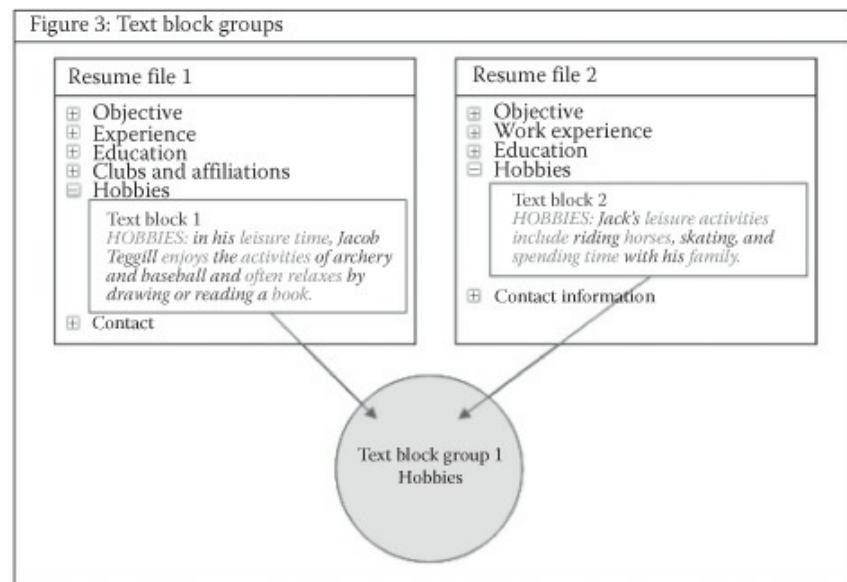 Figure 3: Text block groups
Resume file 1
Objective
Experience
Education
Clubs and affiliations
Hobbies
Text block 1
HOBBIES: in his leisure time, Jacob
Teggill enjoys the activities of archery
and baseball and often relaxes by
drawing or reading a book.
Contact
Resume file 2
Objective
Work experience
Education
Hobbies
Text block 2
HOBBIES: Jack's leisure activities
include riding horses, skating, and
spending time with his family.
Contact information
Text block group 1
Hobbies